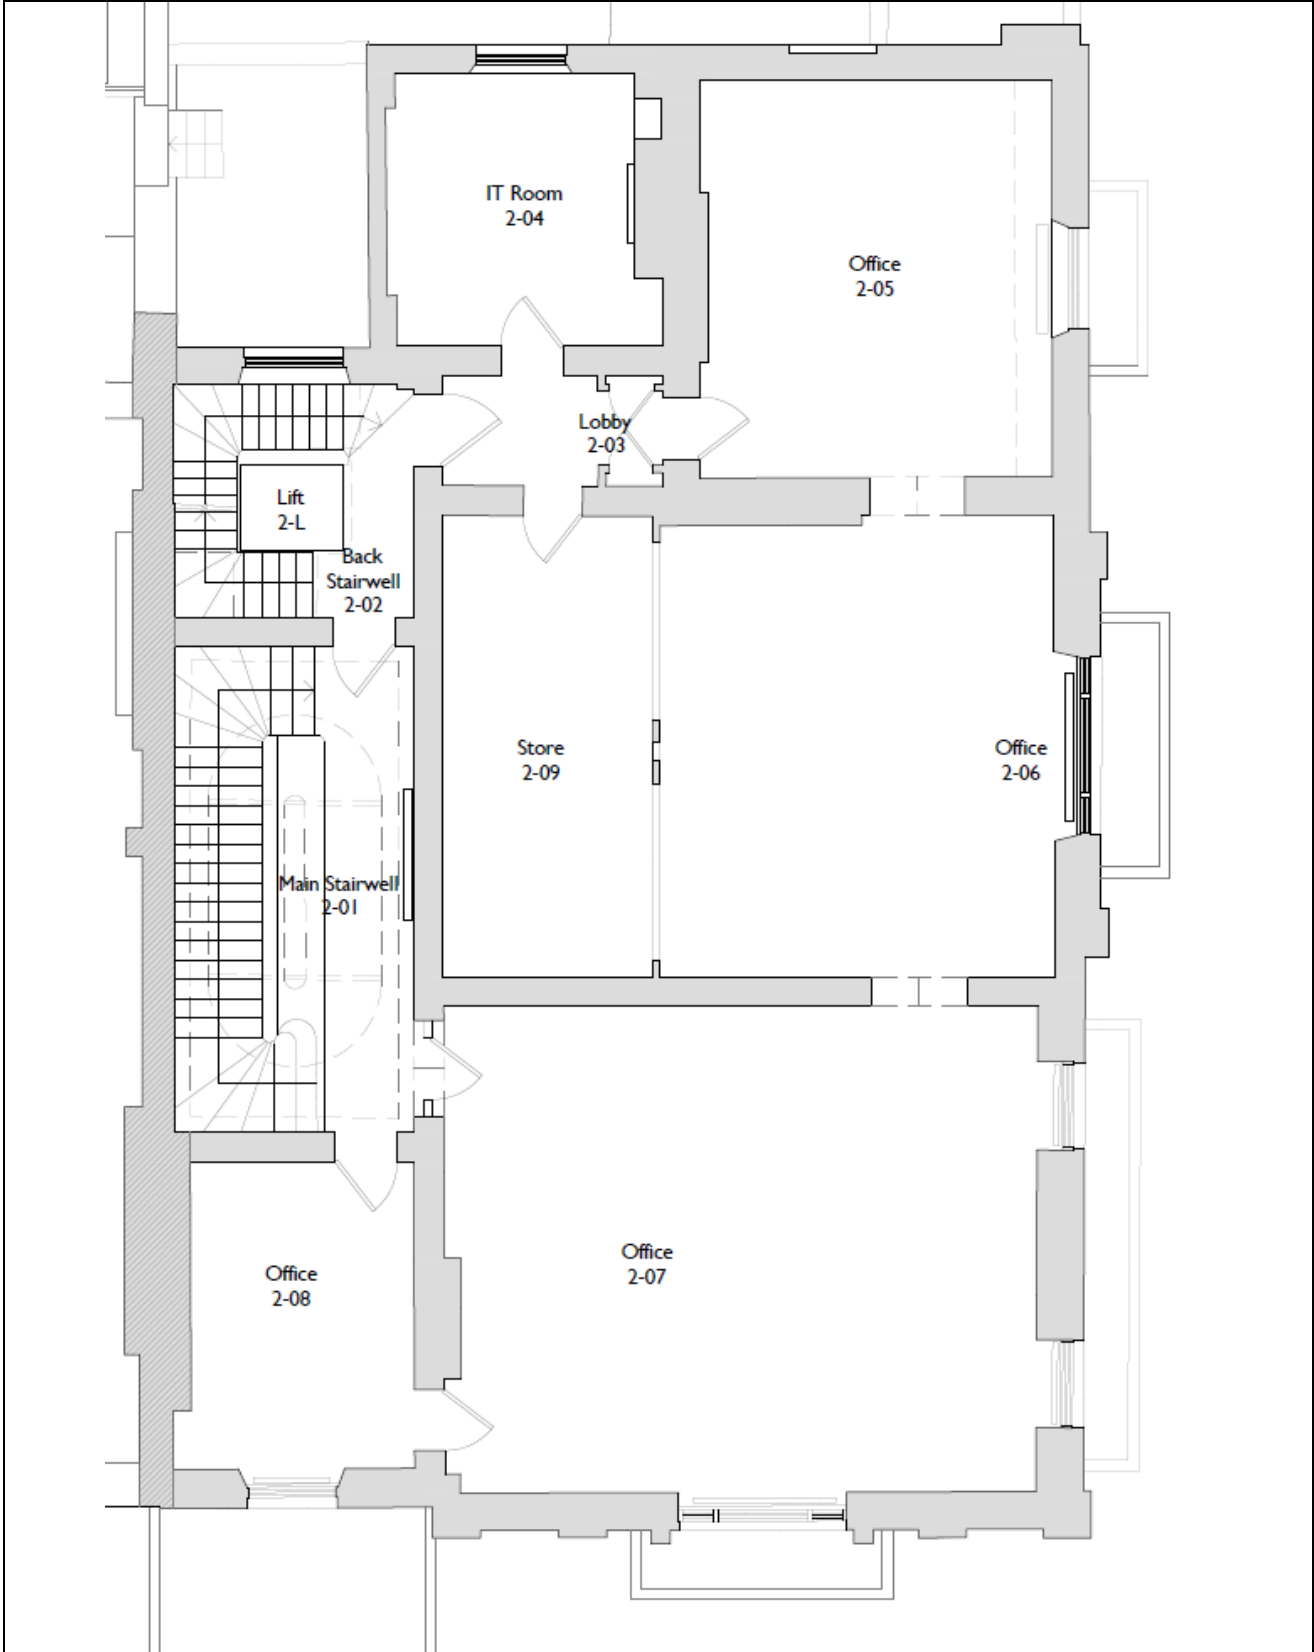 IT Room
2-04
Office
2-05
Lobby
2-03
Lift
2-L
Back
Stairwell
2-02
Store
2-09
Office
2-06
Main Stairwell
2-01
Office
2-07
Office
2-08